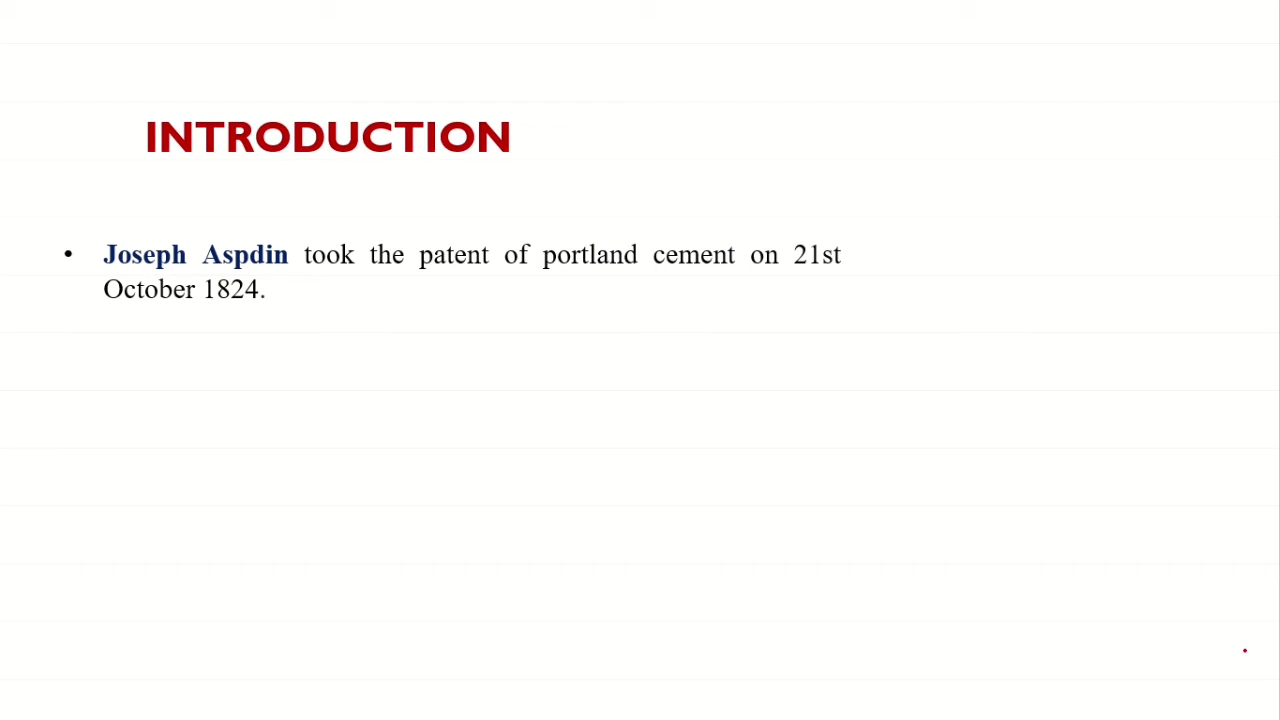 INTRODUCTION
• Joseph Aspdin took the patent of portland cement on 21st
October 1824.